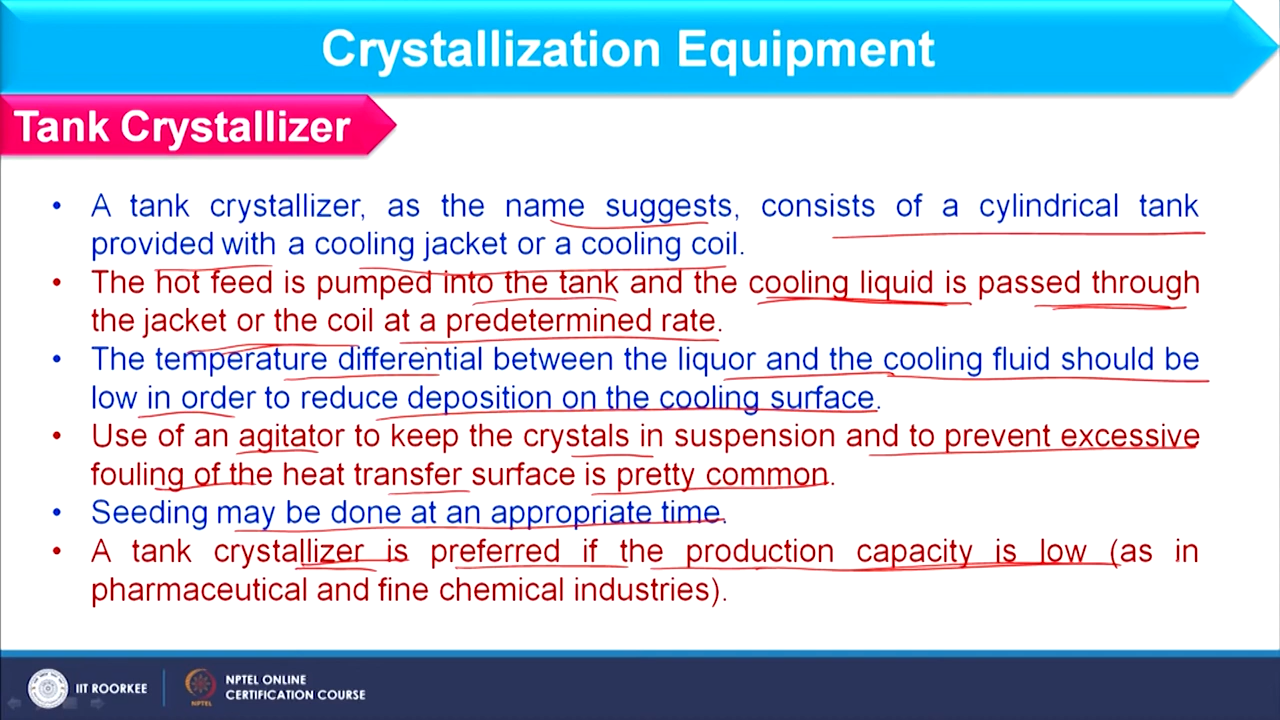 Crystallization Equipment
Tank Crystallizer
• A tank crystallizer, as the name suggests, consists of a cylindrical tank
provided with a cooling jacket or a cooling coil.
• The hot feed is pumped into the tank and the cooling liquid is passed through
the jacket or the coil at a predetermined rate.
• The temperature differential between the liquor and the cooling fluid should be
low in order to reduce deposition on the cooling surface.
• Use of an agitator to keep the crystals in suspension and to prevent excessive
fouling of the heat transfer surface is pretty common.
• Seeding may be done at an appropriate time.
• A tank crystallizer is preferred if the production capacity is low (as in
pharmaceutical and fine chemical industries).
IIT ROORKEE
NPTEL
NPTEL ONLINE
CERTIFICATION COURSE